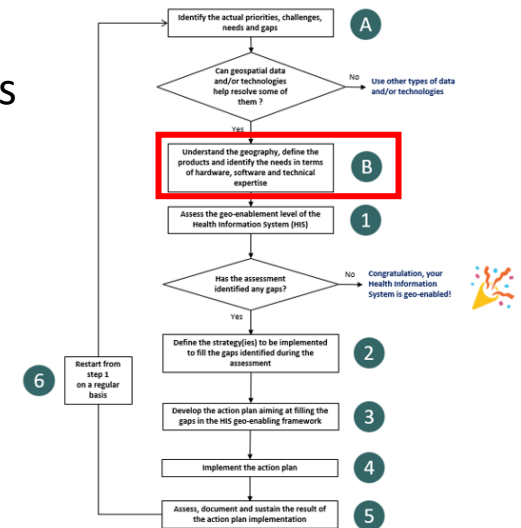 s
Identify the actual priorities, challenges,
needs and gaps
A
Can geospatial data
and/or technologies
help resolve some of
them ?
No
Use other types of data
and/or technologies
Yes
Understand the geography, define the
products and identify the needs in terms
of hardware, software and technical
expertise
B
Assess the geo-enablement level of the
Health Information System (HIS)
1
Has the assessment
identified any gaps?
No
Congratulation, your
Health Information
System is geo-enabled!
Yes
Define the strategy(ies) to be implemented
to fill the gaps identified during the
assessment
2
6
Restart from
step 1
on a regular
basis
Develop the action plan aiming at filling the
gaps in the HIS geo-enabling framework
3
Implement the action plan
4
Assess, document and sustain the result of
the action plan implementation
5